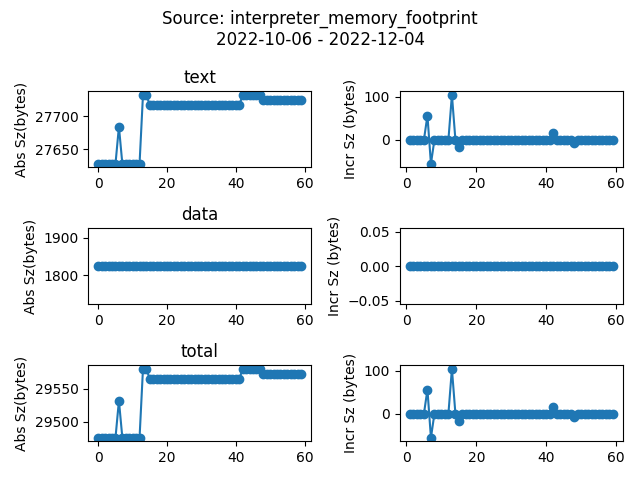 Source: interpreter_memory_footprint
2022-10-06 - 2022-12-04
text
Abs Sz(bytes)
27700
27650
0 20 40 60
Incr Sz (bytes)
100
0
0 20 40 60
data
Abs Sz(bytes)
1900
1800
0 20 40 60
Incr Sz (bytes)
0.05
0.00
−0.05
0 20 40 60
total
Abs Sz(bytes)
29550
29500
0 20 40 60
Incr Sz (bytes)
100
0
0 20 40 60